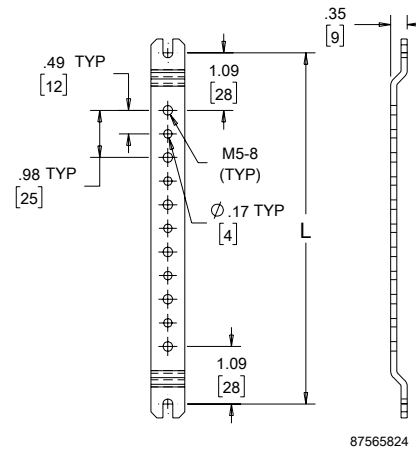 .35
[9]
.49 TYP
[12]
1.09
[28]
.98 TYP
[25]
M5-8
(TYP)
Ø .17 TYP
[4]
L
1.09
[28]
87565824